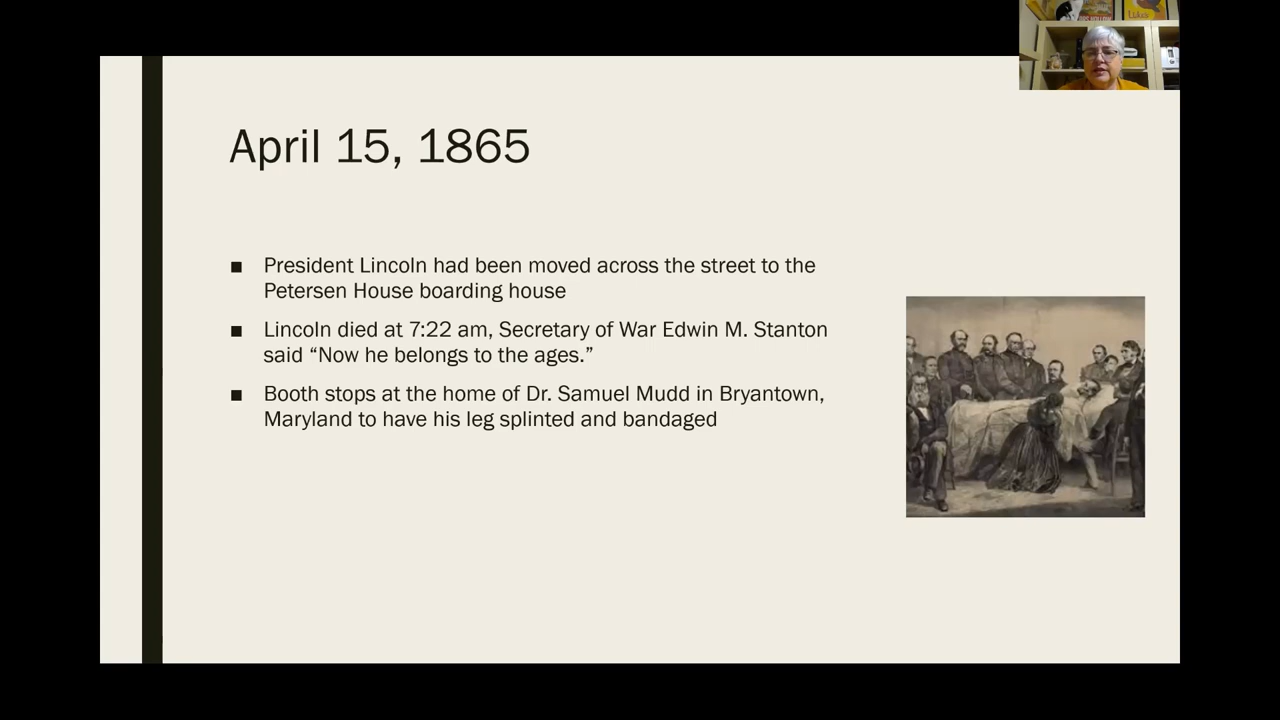 April 15, 1865
■ President Lincoln had been moved across the street to the
Petersen House boarding house
■ Lincoln died at 7:22 am, Secretary of War Edwin M. Stanton
said “Now he belongs to the ages.”
■ Booth stops at the home of Dr. Samuel Mudd in Bryantown,
Maryland to have his leg splinted and bandaged